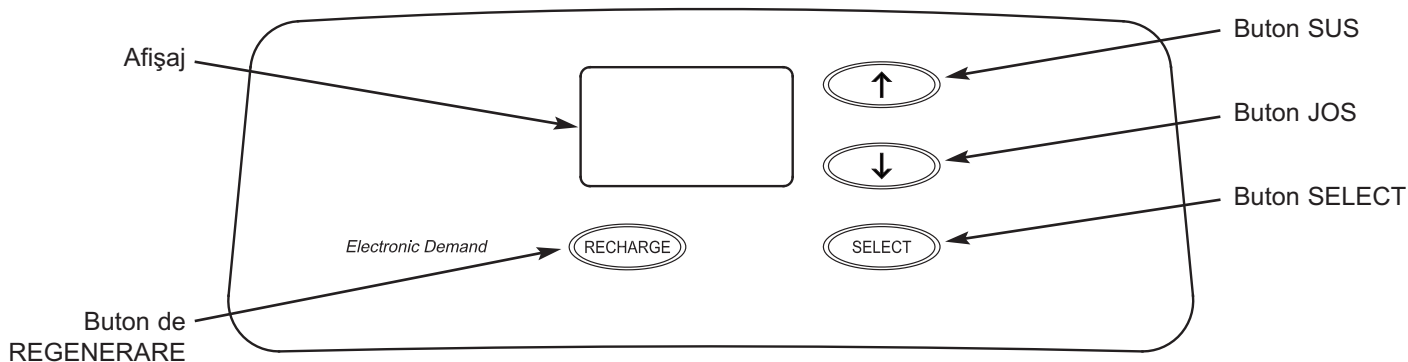 Afişaj
Buton SUS
Buton JOS
Buton SELECT
Electronic Demand
RECHARGE
SELECT
Buton de
REGENERARE